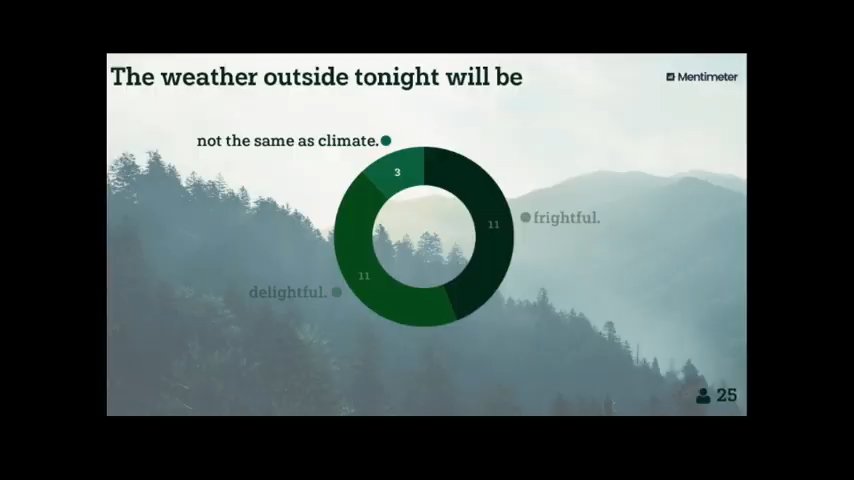 The weather outside tonight will be
Mentimeter
not the same as climate.
3
11
frightful.
11
delightful.
25